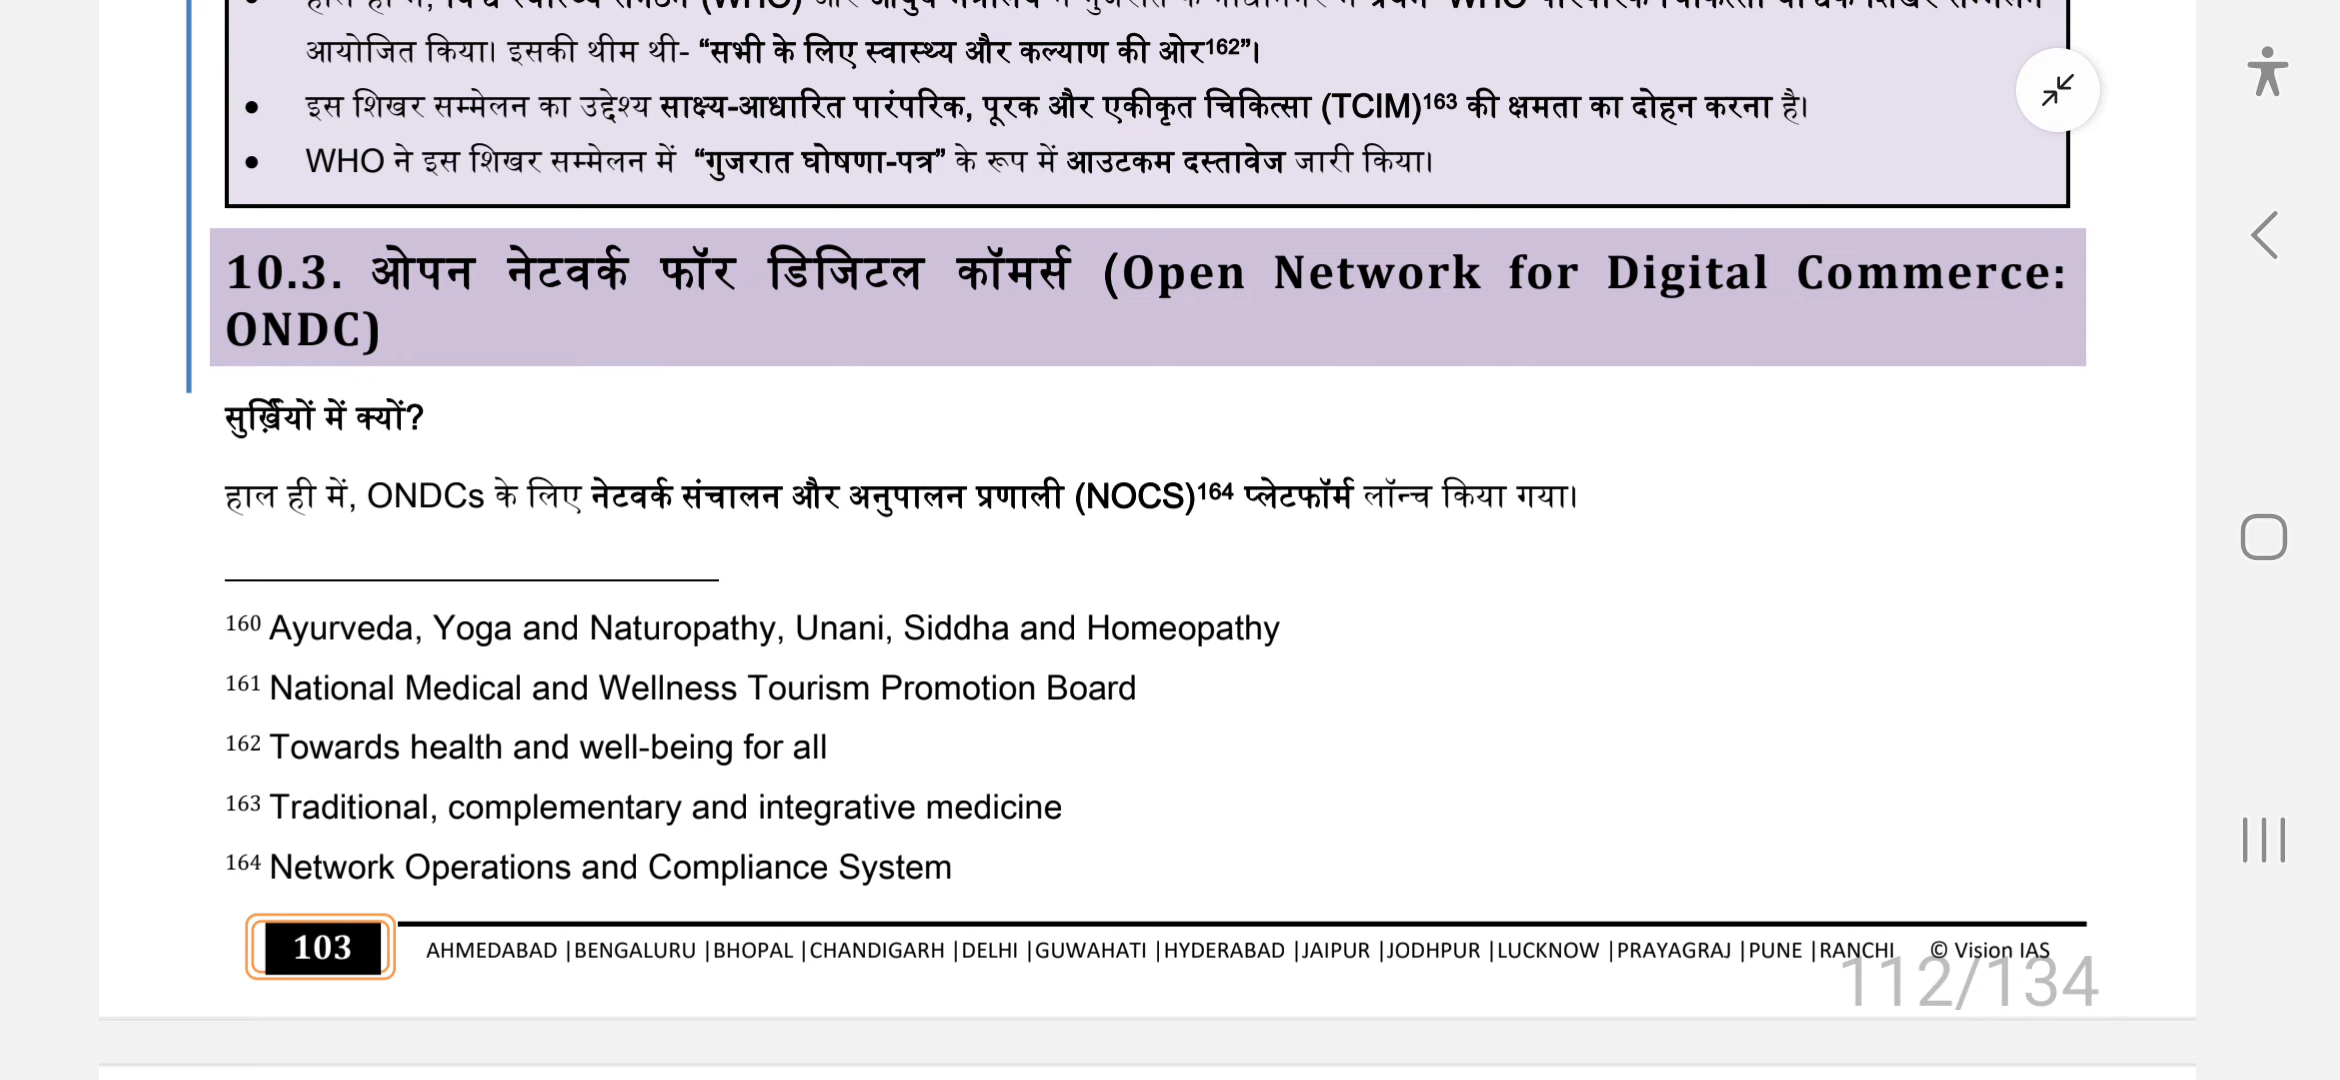 आयोजित किया। इसकी थीम थी- “सभी के लिए स्वास्थ्य और कल्याण की ओर162”।
• इस शिखर सम्मेलन का उद्देश्य साक्ष्य-आधारित पारंपरिक, पूरक और एकीकृत चिकित्सा (TCIM)163 की क्षमता का दोहन करना है।
• WHO ने इस शिखर सम्मेलन में “गुजरात घोषणा-पत्र” के रूप में आउटकम दस्तावेज जारी किया।
10.3. ओपन नेटवर्क फॉर डिजिटल कॉमर्स (Open Network for Digital Commerce:
ONDC)
सुर्ख़ियों में क्यों?
हाल ही में, ONDCs के लिए नेटवर्क संचालन और अनुपालन प्रणाली (NOCS)164 प्लेटफॉर्म लॉन्च किया गया।
160 Ayurveda, Yoga and Naturopathy, Unani, Siddha and Homeopathy
161 National Medical and Wellness Tourism Promotion Board
162 Towards health and well-being for all
163 Traditional, complementary and integrative medicine
164 Network Operations and Compliance System
103 AHMEDABAD |BENGALURU |BHOPAL |CHANDIGARH |DELHI |GUWAHATI |HYDERABAD |JAIPUR |JODHPUR |LUCKNOW |PRAYAGRAJ |PUNE |RANCHI © Vision IAS
112/134